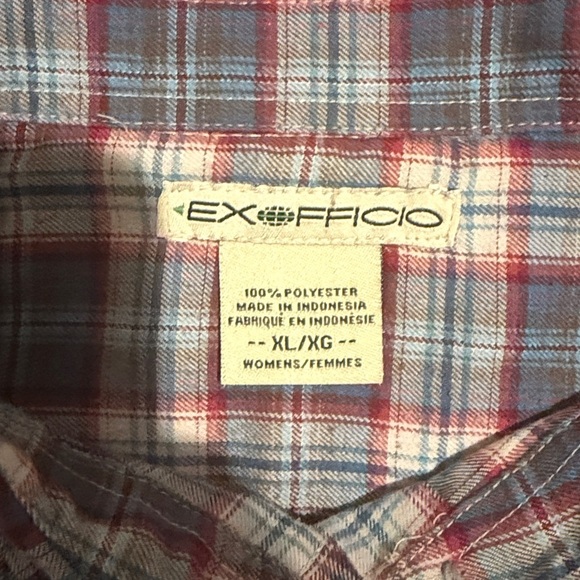 EXOFFICIO
100% POLYESTER
MADE IN INDONESIA
FABRIQUÉ EN INDONÉSIE
-- XL/XG --
WOMENS/FEMMES